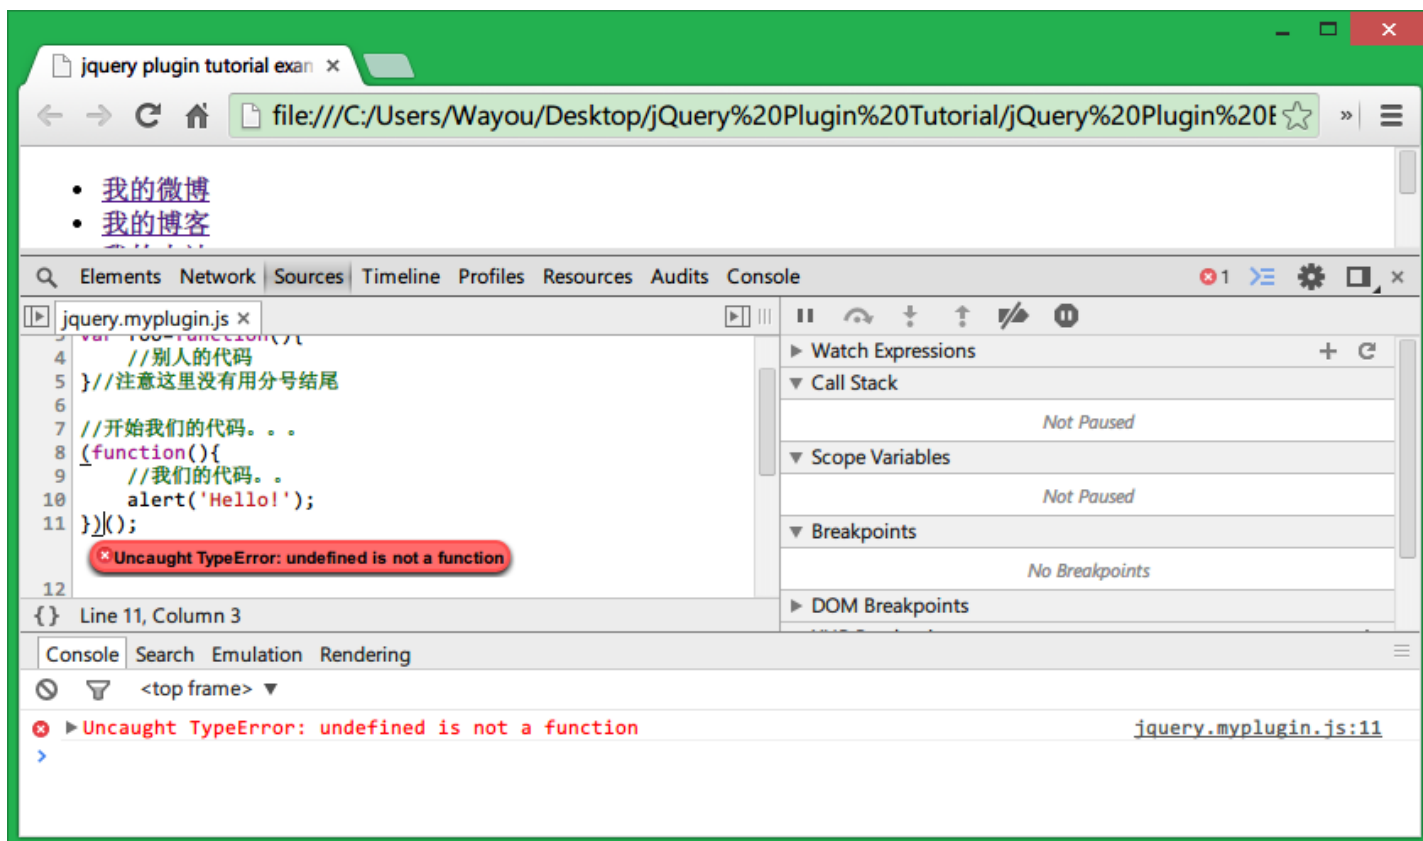 jquery plugin tutorial exan
file:///C:/Users/Wayou/Desktop/jQuery%20Plugin%20Tutorial/jQuery%20Plugin%20E
我的微博
我的博客
Elements Network Sources Timeline Profiles Resources Audits Console
1
jquery.myplugin.js
4 //别人的代码
5 }//注意这里没有用分号结尾
6
7 //开始我们的代码。。。
8 (function(){
9 //我们的代码。。
10 alert('Hello!');
11 })();
Uncaught TypeError: undefined is not a function
12
{} Line 11, Column 3
Watch Expressions
Call Stack
Not Paused
Scope Variables
Not Paused
Breakpoints
No Breakpoints
DOM Breakpoints
Console Search Emulation Rendering
<top frame>
Uncaught TypeError: undefined is not a function jquery.myplugin.js:11